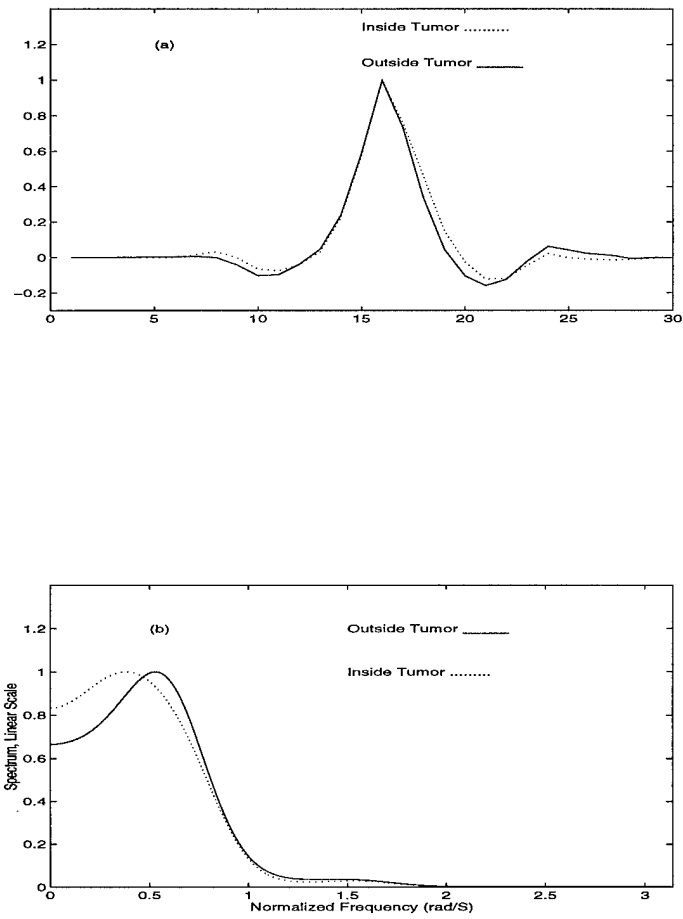 1.2
1
0.8
0.6
0.4
0.2
0
−0.2
(a)
Inside Tumor
Outside Tumor
0 5 10 15 20 25 30
1.2
1
0.8
0.6
0.4
0.2
0
Spectrum, Linear Scale
(b)
Outside Tumor
Inside Tumor
0 0.5 1 1.5 2 2.5 3
Normalized Frequency (rad/S)